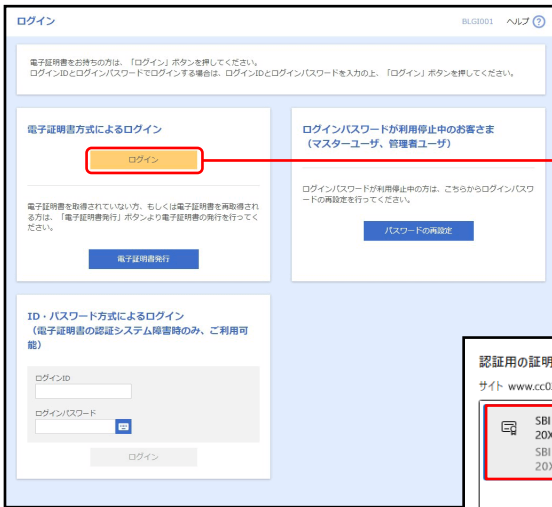 ログイン
BLGI001 ヘルプ ?
電子証明書をお持ちの方は、「ログイン」ボタンを押してください。
ログインIDとログインパスワードでログインする場合は、ログインIDとログインパスワードを入力の上、「ログイン」ボタンを押してください。
電子証明書方式によるログイン
ログイン
電子証明書を取得されていない方、もしくは電子証明書を再取得され
る方は、「電子証明書発行」ボタンより電子証明書の発行を行ってく
ださい。
電子証明書発行
ログインパスワードが利用停止中のお客さま
（マスターユーザ、管理者ユーザ）
ログインパスワードが利用停止中の方は、こちらからログインパスワ
ードの再設定を行ってください。
パスワードの再設定
ID・パスワード方式によるログイン
（電子証明書の認証システム障害時のみ、ご利用可
能）
ログインID
ログインパスワード
ログイン
認証用の証明
サイト www.cc0
SBI
20X
SBI
20X